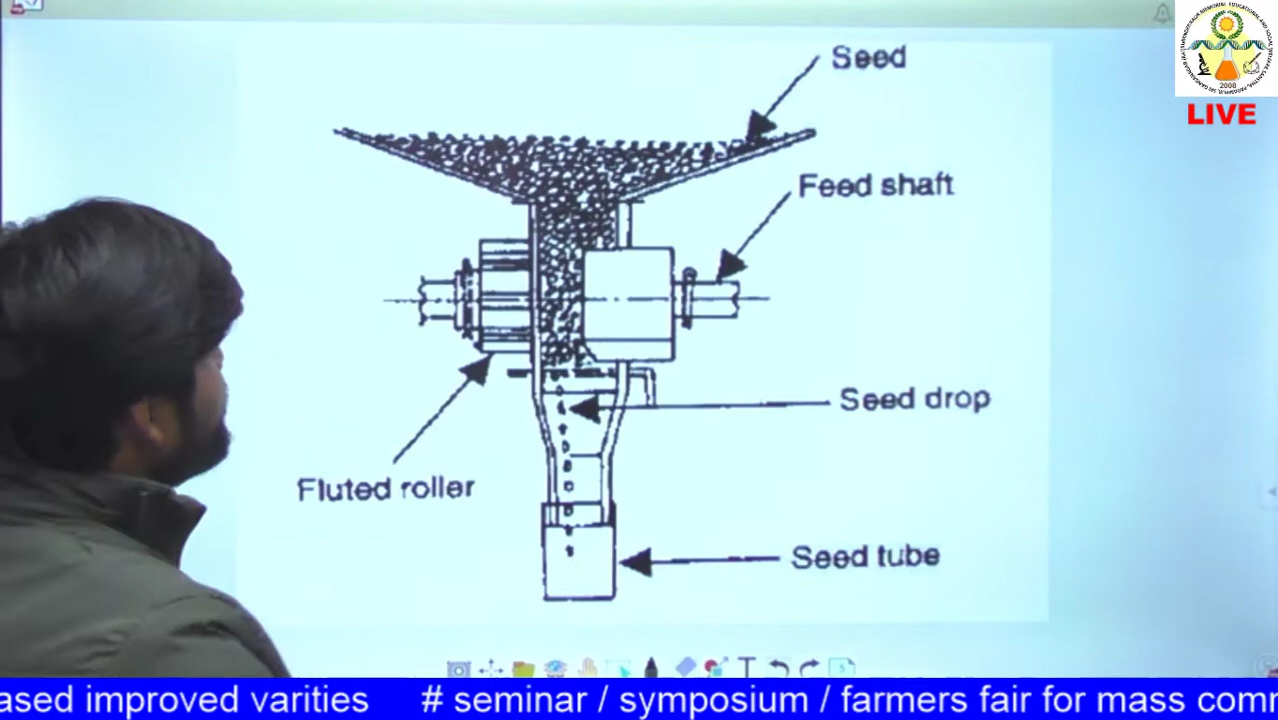 Seed
Feed shaft
Seed drop
Fluted roller
Seed tube
LIVE
2008
ased improved varities # seminar / symposium / farmers fair for mass comm